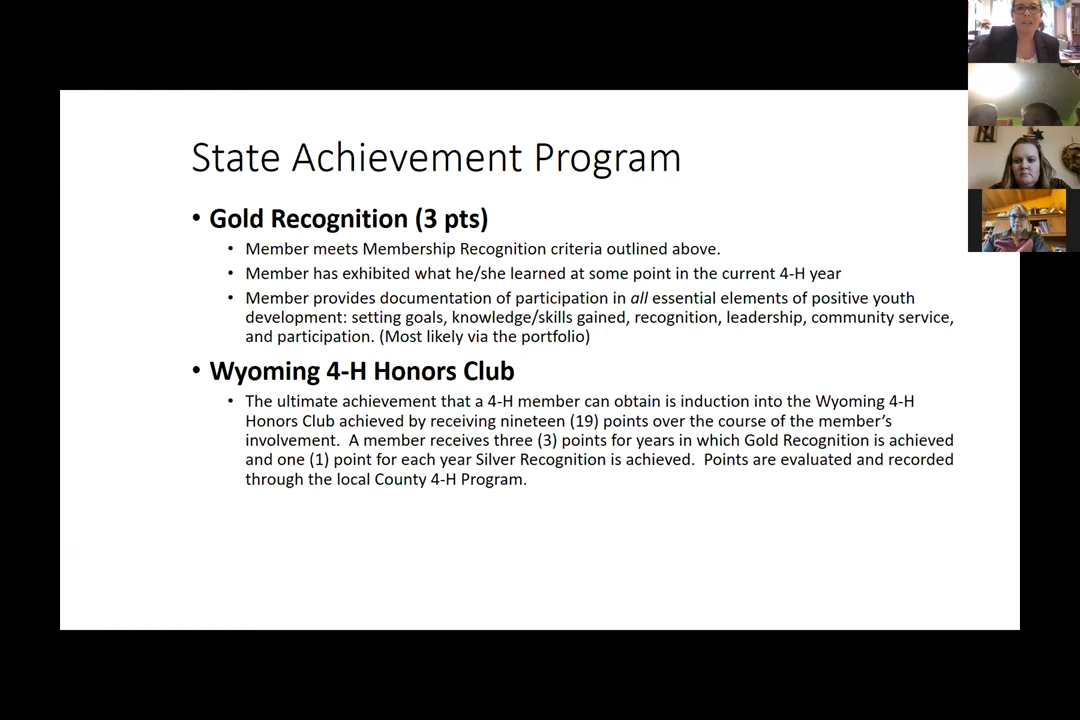 State Achievement Program
• Gold Recognition (3 pts)
• Member meets Membership Recognition criteria outlined above.
• Member has exhibited what he/she learned at some point in the current 4-H year
• Member provides documentation of participation in all essential elements of positive youth
development: setting goals, knowledge/skills gained, recognition, leadership, community service,
and participation. (Most likely via the portfolio)
• Wyoming 4-H Honors Club
• The ultimate achievement that a 4-H member can obtain is induction into the Wyoming 4-H
Honors Club achieved by receiving nineteen (19) points over the course of the member’s
involvement. A member receives three (3) points for years in which Gold Recognition is achieved
and one (1) point for each year Silver Recognition is achieved. Points are evaluated and recorded
through the local County 4-H Program.